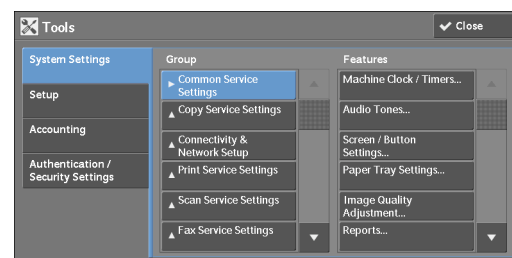 Tools
Close
System Settings
Setup
Accounting
Authentication /
Security Settings
Group
Common Service
Settings
Copy Service Settings
Connectivity &
Network Setup
Print Service Settings
Scan Service Settings
Fax Service Settings
Features
Machine Clock / Timers...
Audio Tones...
Screen / Button
Settings...
Paper Tray Settings...
Image Quality
Adjustment...
Reports...